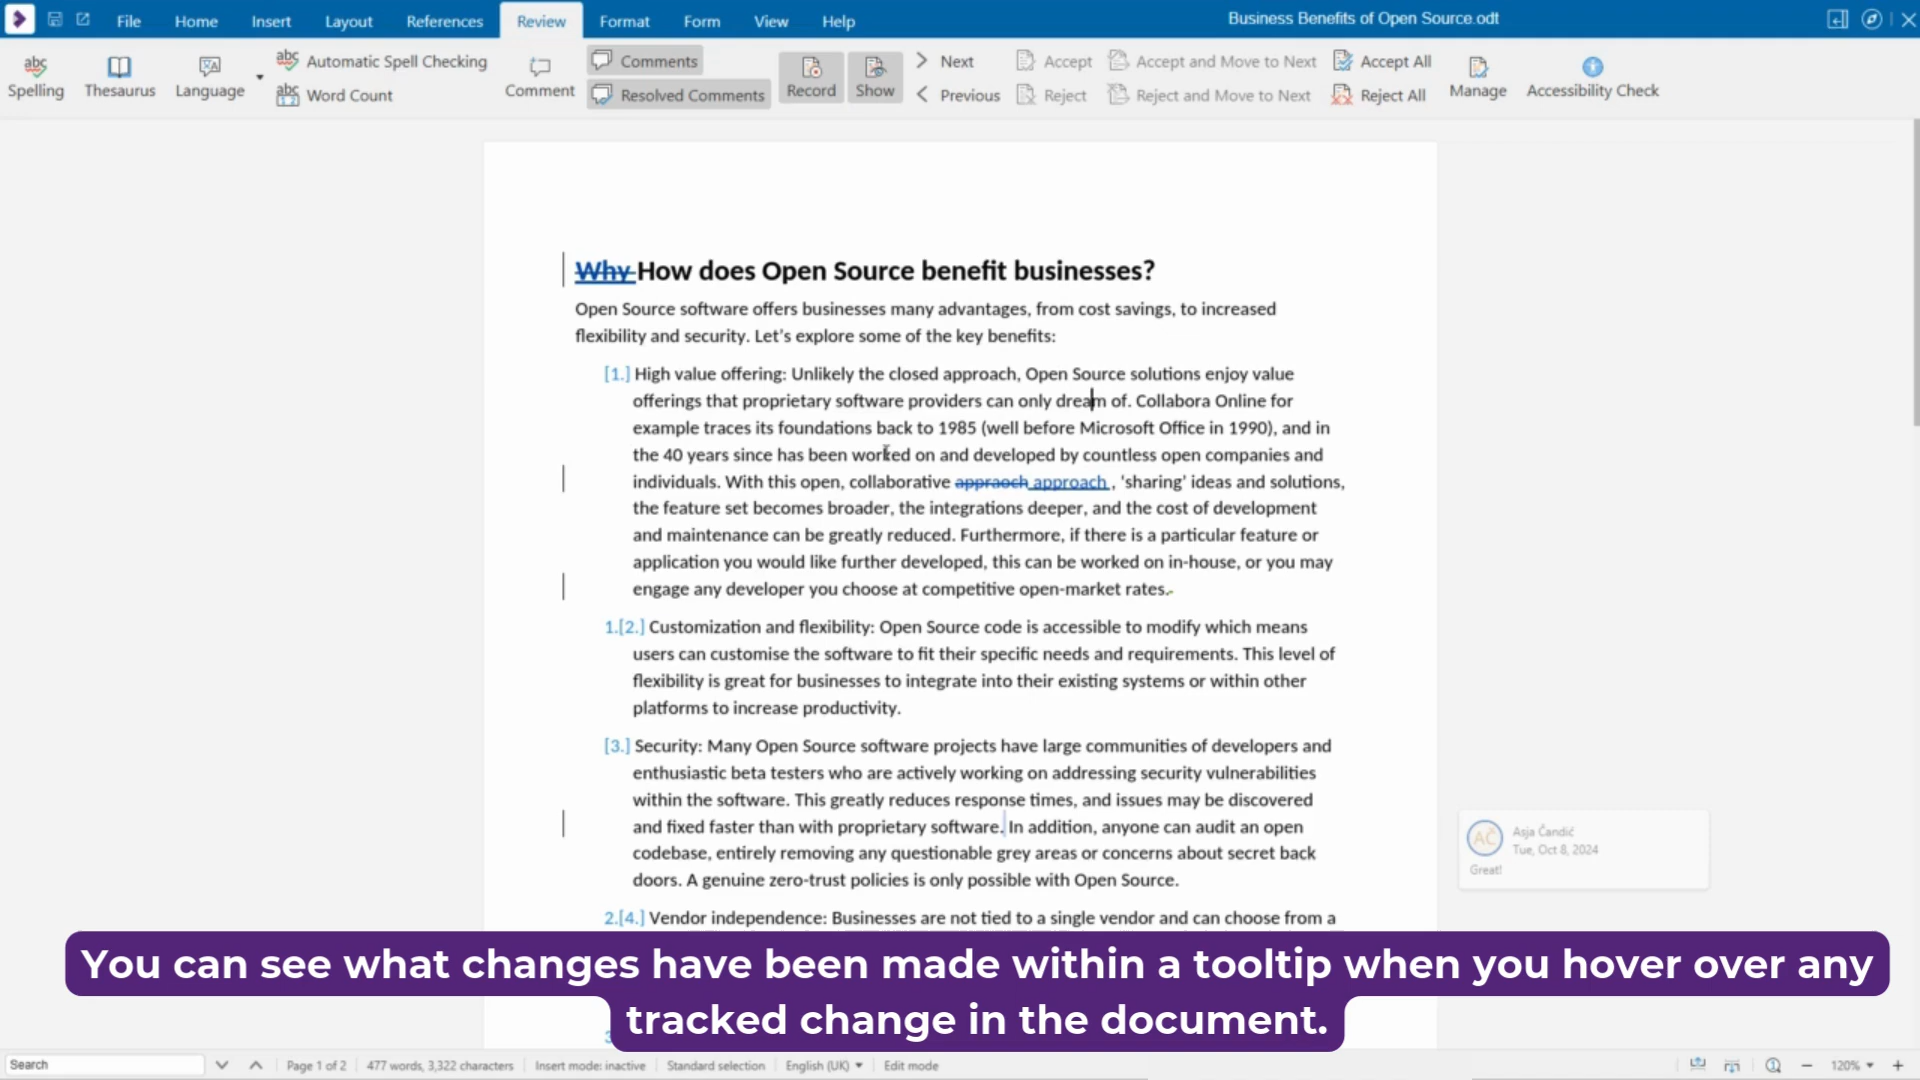 File Home Insert Layout References Review Format Form View Help Business Benefits of Open Source.odt
Spelling Thesaurus Language Automatic Spell Checking Word Count Comment Comments Resolved Comments Record Show Next Previous Accept Reject Accept and Move to Next Reject and Move to Next Accept All Reject All Manage Accessibility Check
Why How does Open Source benefit businesses?
Open Source software offers businesses many advantages, from cost savings, to increased
flexibility and security. Let's explore some of the key benefits:
[1.] High value offering: Unlikely the closed approach, Open Source solutions enjoy value
offerings that proprietary software providers can only dream of. Collabora Online for
example traces its foundations back to 1985 (well before Microsoft Office in 1990), and in
the 40 years since has been worked on and developed by countless open companies and
individuals. With this open, collaborative appraoch approach , 'sharing' ideas and solutions,
the feature set becomes broader, the integrations deeper, and the cost of development
and maintenance can be greatly reduced. Furthermore, if there is a particular feature or
application you would like further developed, this can be worked on in-house, or you may
engage any developer you choose at competitive open-market rates.
1.[2.] Customization and flexibility: Open Source code is accessible to modify which means
users can customise the software to fit their specific needs and requirements. This level of
flexibility is great for businesses to integrate into their existing systems or within other
platforms to increase productivity.
[3.] Security: Many Open Source software projects have large communities of developers and
enthusiastic beta testers who are actively working on addressing security vulnerabilities
within the software. This greatly reduces response times, and issues may be discovered
and fixed faster than with proprietary software. In addition, anyone can audit an open
codebase, entirely removing any questionable grey areas or concerns about secret back
doors. A genuine zero-trust policies is only possible with Open Source.
AČ Asja Čandić
Tue, Oct 8, 2024
Great!
2.[4.] Vendor independence: Businesses are not tied to a single vendor and can choose from a
You can see what changes have been made within a tooltip when you hover over any
tracked change in the document.
Search Page 1 of 2 477 words, 3,322 characters Insert mode: inactive Standard selection English (UK) Edit mode 120%